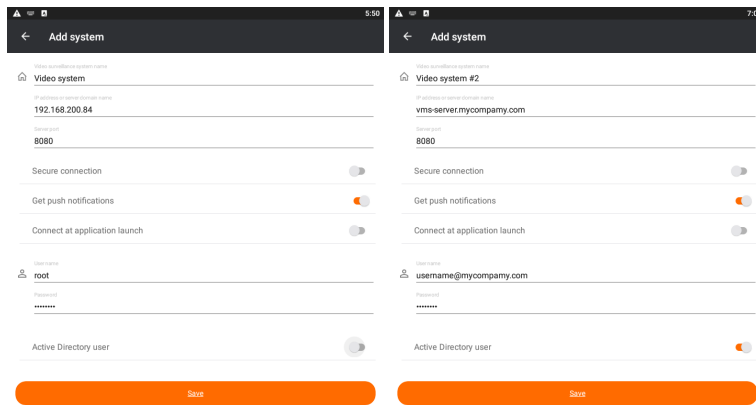 5:50
Add system
Video surveillance system name
Video system
IP address or server domain name
192.168.200.84
Server port
8080
Secure connection
Get push notifications
Connect at application launch
User name
root
Password
••••••••
Active Directory user
Save
7:0
Add system
Video surveillance system name
Video system #2
IP address or server domain name
vms-server.mycompamy.com
Server port
8080
Secure connection
Get push notifications
Connect at application launch
User name
username@mycompamy.com
Password
••••••••
Active Directory user
Save